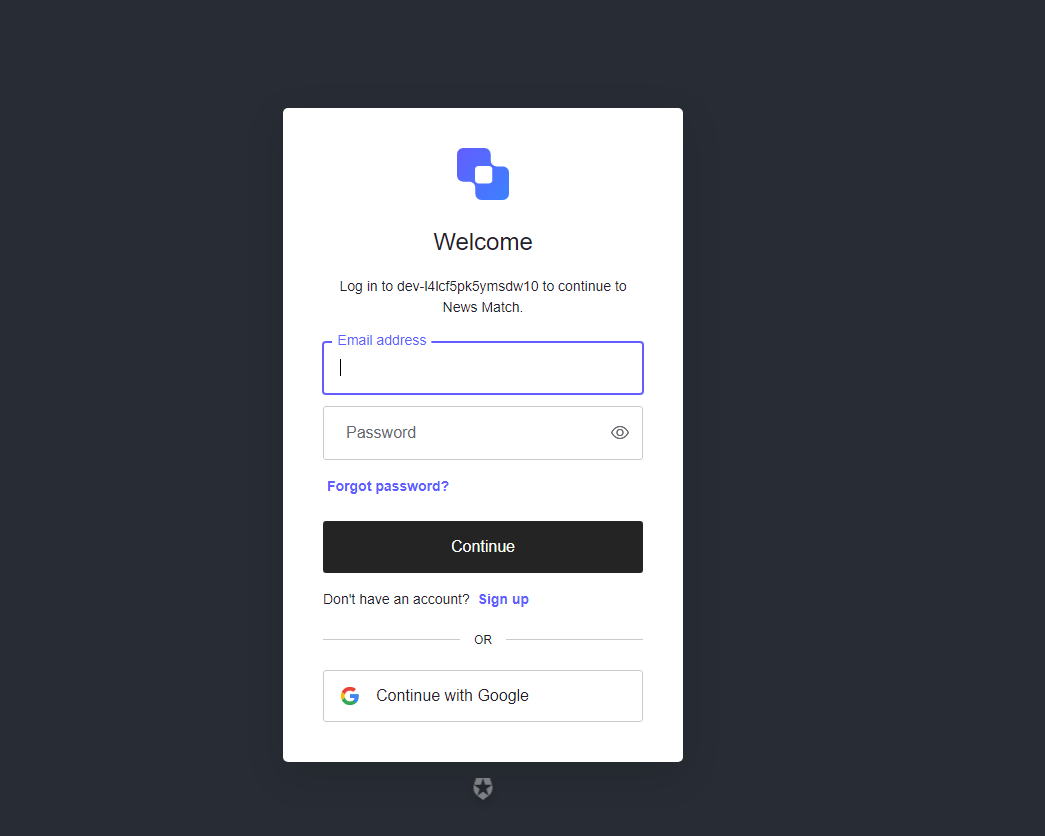 Welcome
Log in to dev-l4lcf5pk5ymsdw10 to continue to
News Match.
Email address
Password
Forgot password?
Continue
Don't have an account? Sign up
OR
Continue with Google